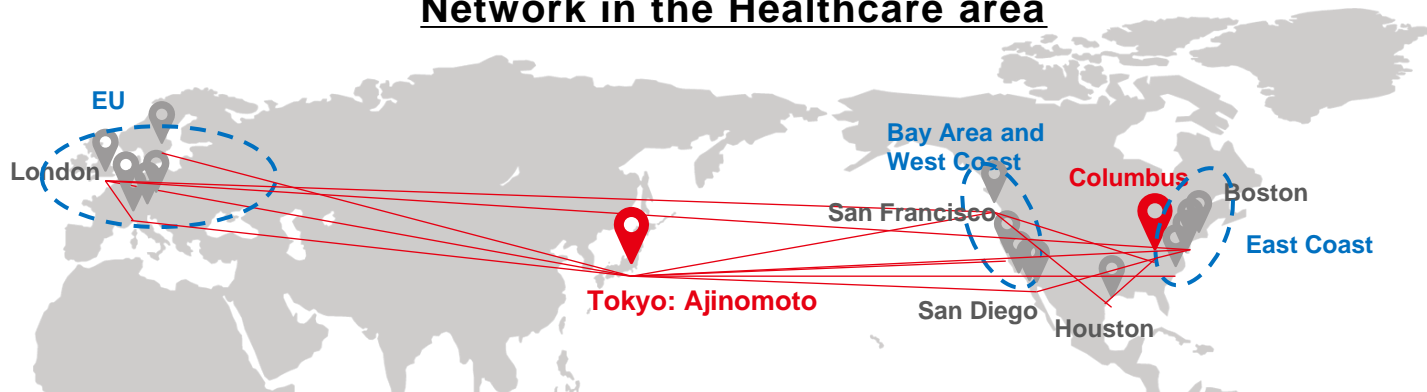 Network in the Healthcare area
EU
London
Bay Area and
West Cosst
Columbus
Boston
San Francisco
East Coast
Tokyo: Ajinomoto
San Diego
Houston